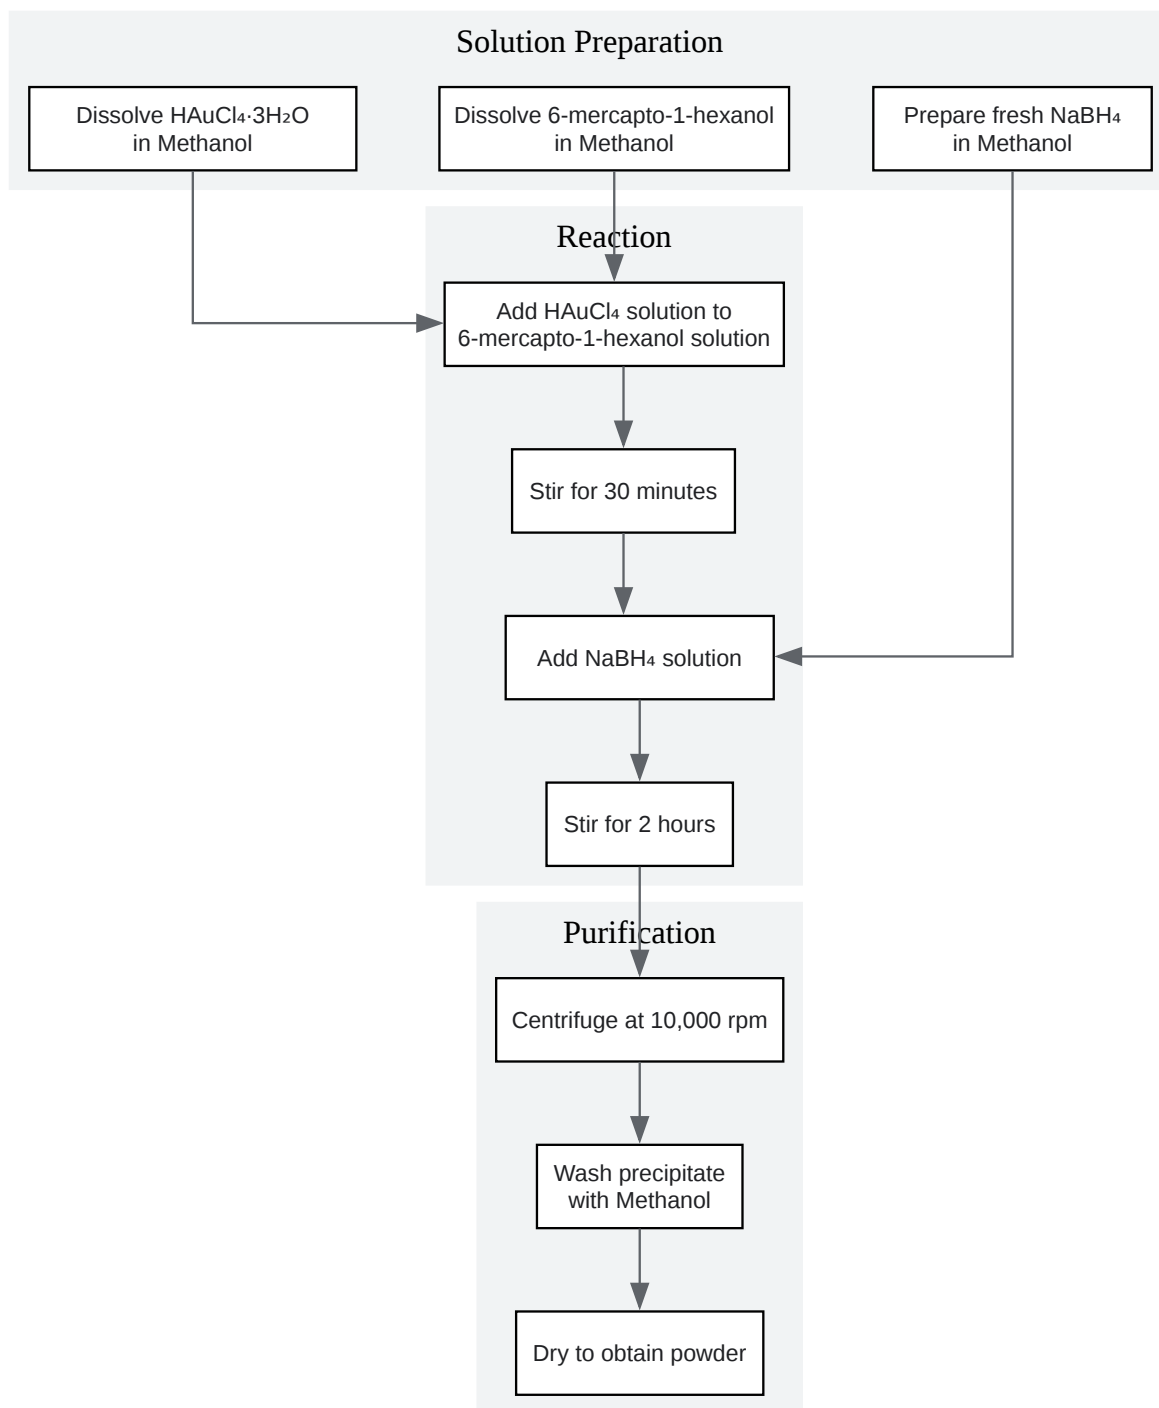 Solution Preparation
Dissolve HAuCl₄·3H₂O
in Methanol
Dissolve 6-mercapto-1-hexanol
in Methanol
Prepare fresh NaBH₄
in Methanol
Reaction
Add HAuCl₄ solution to
6-mercapto-1-hexanol solution
Stir for 30 minutes
Add NaBH₄ solution
Stir for 2 hours
Purification
Centrifuge at 10,000 rpm
Wash precipitate
with Methanol
Dry to obtain powder